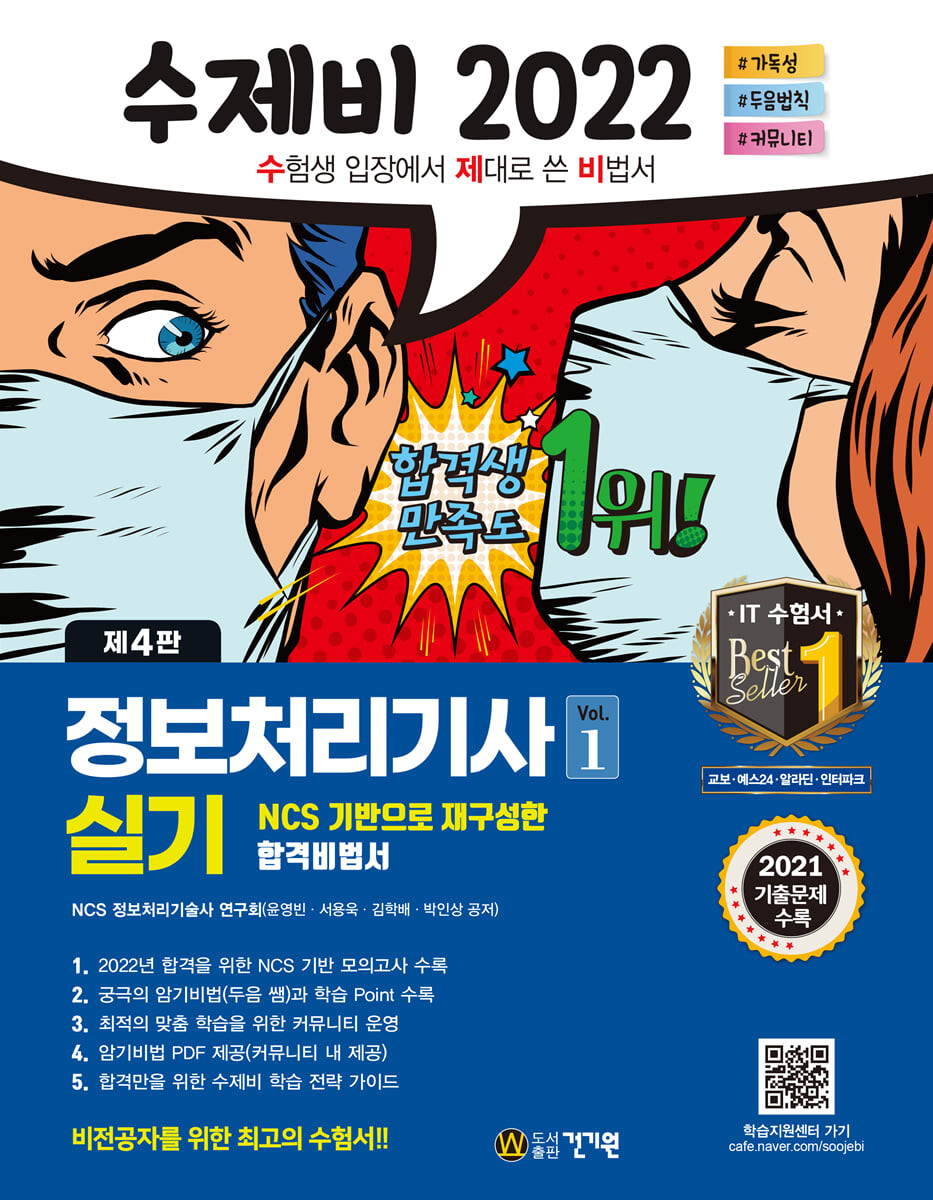 수제비 2022
#가독성
#두음법칙
#커뮤니티
수험생 입장에서 제대로 쓴 비법서
합격생
만족도
1위!
제4판
IT 수험서
Best
Seller
1
교보·예스24·알라딘·인터파크
정보처리기사
Vol.
1
실기
NCS 기반으로 재구성한
합격비법서
2021
기출문제
수록
NCS 정보처리기술사 연구회(윤영빈·서용욱·김학배·박인상 공저)
1. 2022년 합격을 위한 NCS 기반 모의고사 수록
2. 궁극의 암기비법(두음 쌤)과 학습 Point 수록
3. 최적의 맞춤 학습을 위한 커뮤니티 운영
4. 암기비법 PDF 제공(커뮤니티 내 제공)
5. 합격만을 위한 수제비 학습 전략 가이드
비전공자를 위한 최고의 수험서!!
W
도서
출판
건기원
학습지원센터 가기
cafe.naver.com/soojebi